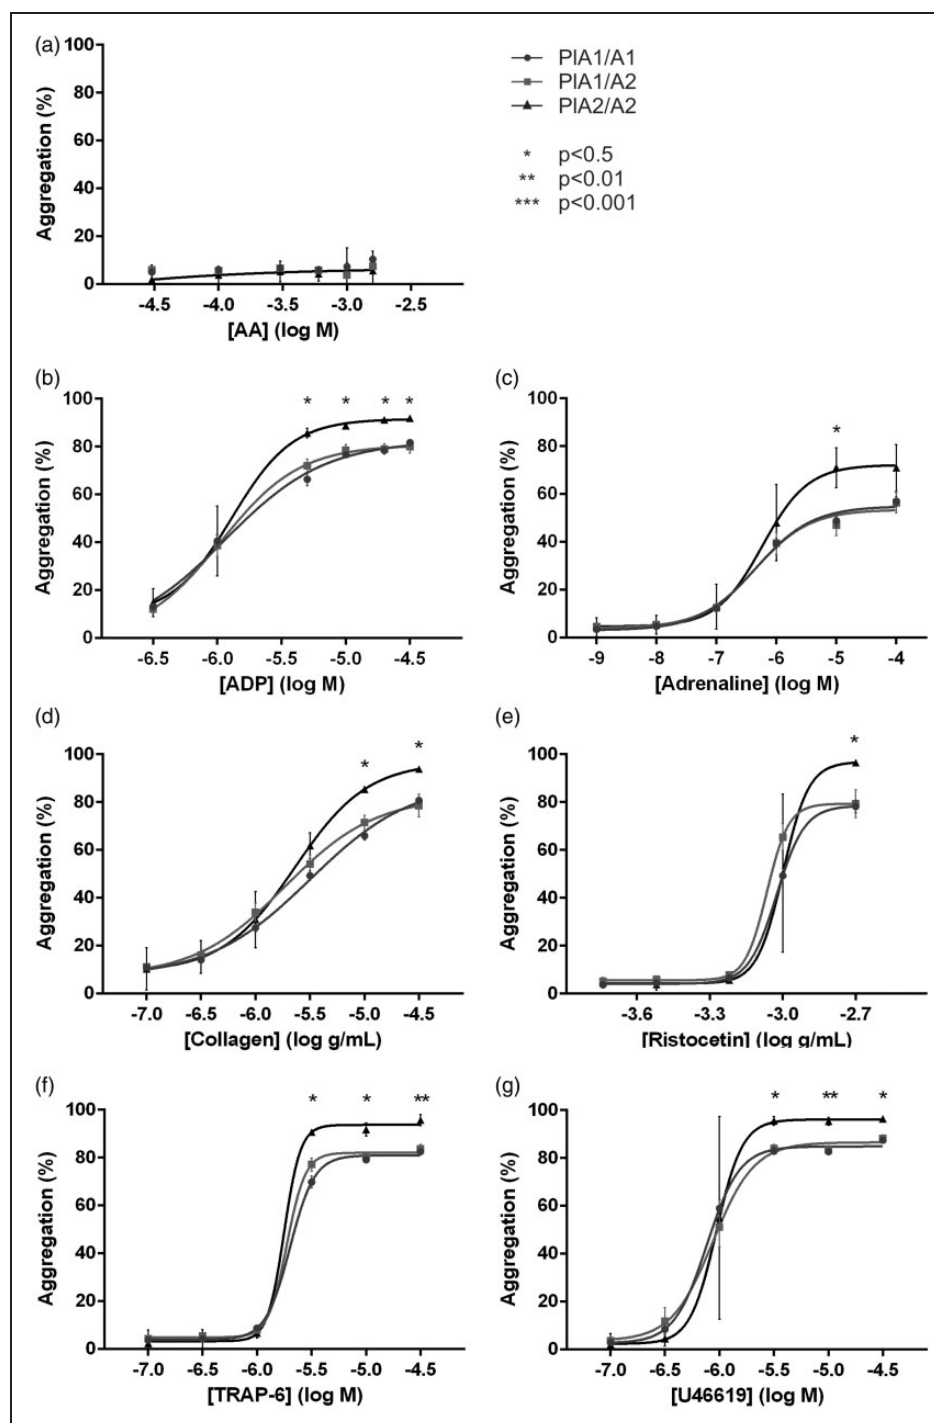 (a)
100
80
60
40
20
0
Aggregation (%)
-4.5 -4.0 -3.5 -3.0 -2.5
[AA] (log M)
PlA1/A1
PlA1/A2
PlA2/A2
* p<0.5
** p<0.01
*** p<0.001
(b)
* * * *
100
80
60
40
20
0
Aggregation (%)
-6.5 -6.0 -5.5 -5.0 -4.5
[ADP] (log M)
(c)
*
100
80
60
40
20
0
Aggregation (%)
-9 -8 -7 -6 -5 -4
[Adrenaline] (log M)
(d)
* *
100
80
60
40
20
0
Aggregation (%)
-7.0 -6.5 -6.0 -5.5 -5.0 -4.5
[Collagen] (log g/mL)
(e)
*
100
80
60
40
20
0
Aggregation (%)
-3.6 -3.3 -3.0 -2.7
[Ristocetin] (log g/mL)
(f)
* * **
100
80
60
40
20
0
Aggregation (%)
-7.0 -6.5 -6.0 -5.5 -5.0 -4.5
[TRAP-6] (log M)
(g)
* ** *
100
80
60
40
20
0
Aggregation (%)
-7.0 -6.5 -6.0 -5.5 -5.0 -4.5
[U46619] (log M)